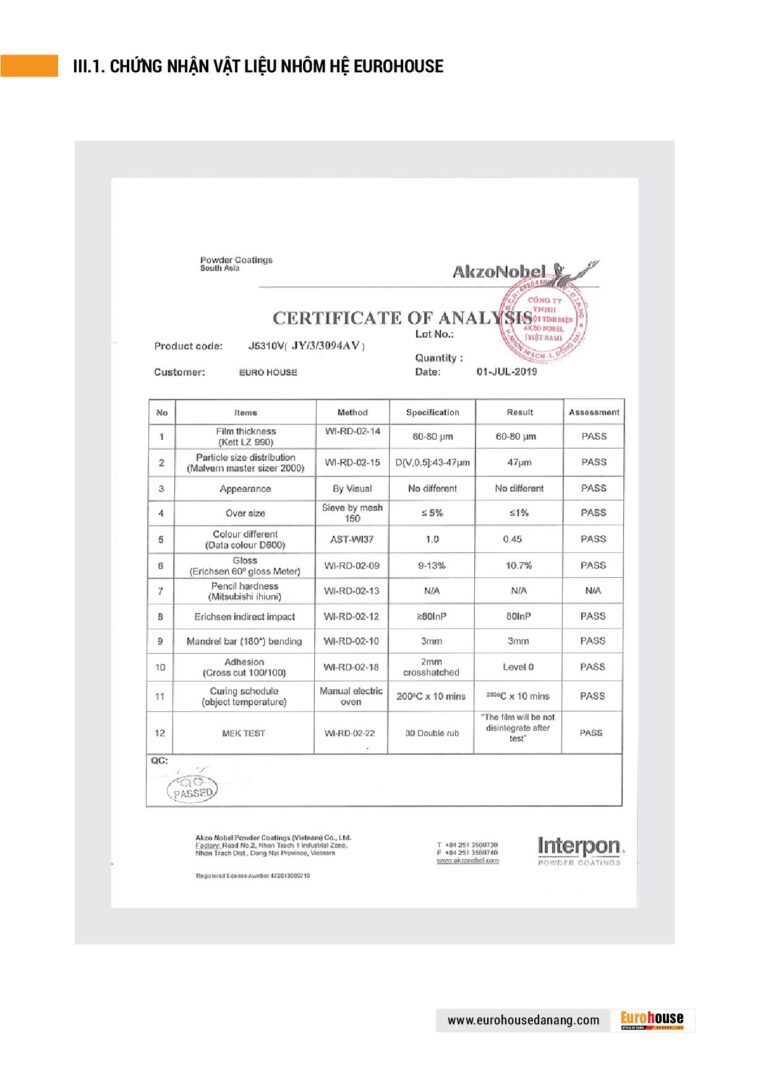 III.1. CHỨNG NHẬN VẬT LIỆU NHÔM HỆ EUROHOUSE
Powder Coatings
South Asia
AkzoNobel
CÔNG TY
TNHH
AKZO NOBEL
(VIỆT NAM)
CERTIFICATE OF ANALYSIS
Lot No.:
Product code: J5310V( JY/3/3094AV )
Quantity :
Customer: EURO HOUSE Date: 01-JUL-2019
No Items Method Specification Result Assessment
1 Film thickness (Kett LZ 990) WI-RD-02-14 60-80 µm 60-80 µm PASS
2 Particle size distribution (Malvern master sizer 2000) WI-RD-02-15 D[V,0.5]:43-47µm 47µm PASS
3 Appearance By Visual No different No different PASS
4 Over size Sieve by mesh 150 ≤ 5% ≤1% PASS
5 Colour different (Data colour D600) AST-WI37 1.0 0.45 PASS
6 Gloss (Erichsen 60º gloss Meter) WI-RD-02-09 9-13% 10.7% PASS
7 Pencil hardness (Mitsubishi ihiuni) WI-RD-02-13 N/A N/A N/A
8 Erichsen indirect impact WI-RD-02-12 ≥80InP 80InP PASS
9 Mandrel bar (180°) bending WI-RD-02-10 3mm 3mm PASS
10 Adhesion (Cross cut 100/100) WI-RD-02-18 2mm crosshatched Level 0 PASS
11 Curing schedule (object temperature) Manual electric oven 200ºC x 10 mins 200ºC x 10 mins PASS
12 MEK TEST WI-RD-02-22 30 Double rub "The film will be not disintegrate after test" PASS
QC:
QC
PASSED
Akzo Nobel Powder Coatings (Vietnam) Co., Ltd.
Factory: Road No.2, Nhon Trach 1 Industrial Zone,
Nhon Trach Dist., Dong Nai Province, Vietnam
Registered License number 472043000710
T +84 251 3560730
F +84 251 3560740
www.akzonobel.com
Interpon.
POWDER COATINGS
www.eurohousedanang.com
Eurohouse